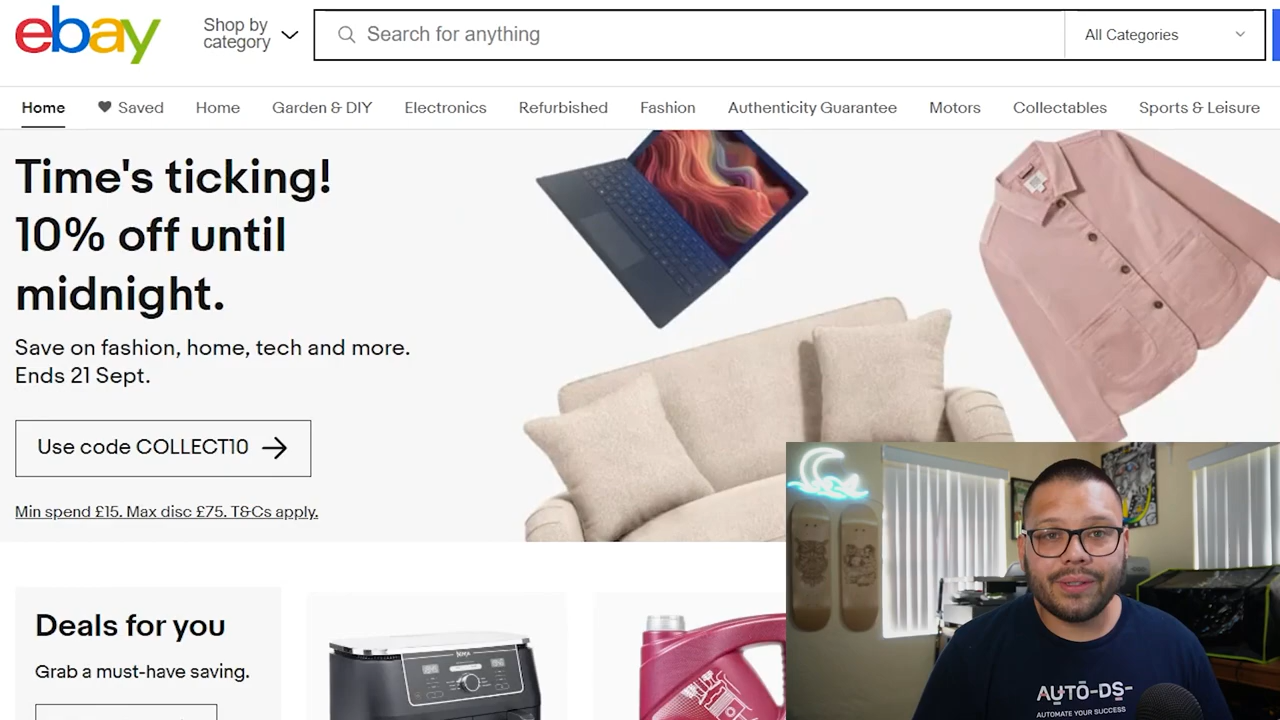 ebay
Shop by
category
Search for anything
All Categories
Home
Saved
Home
Garden & DIY
Electronics
Refurbished
Fashion
Authenticity Guarantee
Motors
Collectables
Sports & Leisure
Time's ticking!
10% off until
midnight.
Save on fashion, home, tech and more.
Ends 21 Sept.
Use code COLLECT10
Min spend £15. Max disc £75. T&Cs apply.
Deals for you
Grab a must-have saving.
NINJA
AUTO-DS-
AUTOMATE YOUR SUCCESS